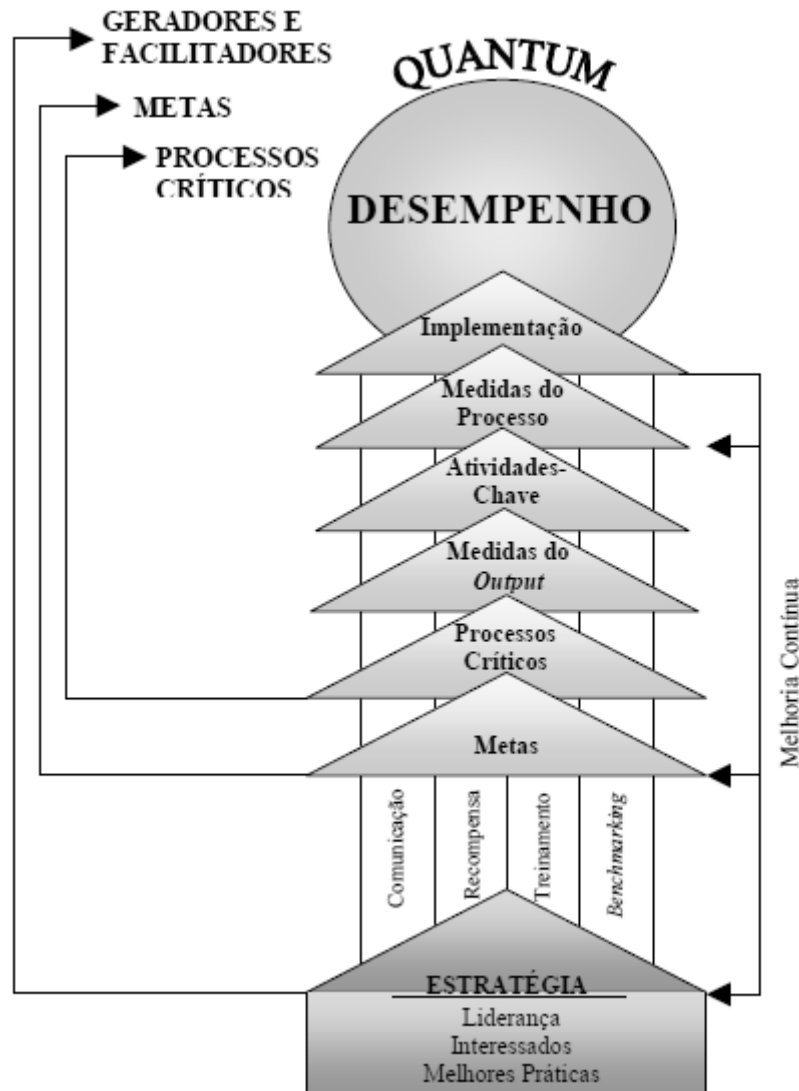 GERADORES E
FACILITADORES
METAS
PROCESSOS
CRÍTICOS
QUANTUM
DESEMPENHO
Implementação
Medidas do
Processo
Atividades-
Chave
Medidas do
Output
Processos
Críticos
Metas
Comunicação
Recompensa
Treinamento
Benchmarking
Melhoria Contínua
ESTRATÉGIA
Liderança
Interessados
Melhores Práticas